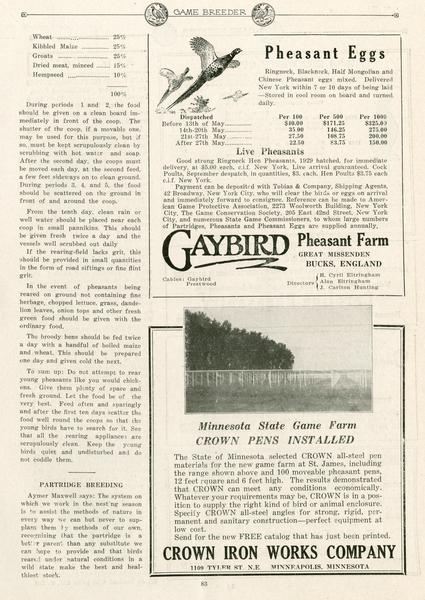 GAME BREEDER
Wheat 25%
Kibbled Maize 25%
Groats 25%
Dried meat, minced 15%
Hempseed 10%
100%
During periods 1 and 2, the food
should be given on a clean board im-
mediately in front of the coop. The
shutter of the coop, if a movable one,
may be used for this purpose, but if
so, must be kept scrupulously clean by
scrubbing with hot water and soap.
After the second day, the coops must
be moved each day, at the second feed,
a few feet sideways on to clean ground.
During periods 3, 4, and 5, the food
should be scattered on the ground in
front of and around the coop.
From the tenth day, clean rain or
well water should be placed near each
coop in small pannikins. This should
be given fresh twice a day and the
vessels well scrubbed out daily
If the rearing-field lacks grit, this
should be provided in small quantities
in the form of road siftings or fine flint
grit.
In the event of pheasants being
reared on ground not containing fine
herbage, chopped lettuce, grass, dande-
lion leaves, onion tops and other fresh
green food should be given with the
ordinary food.
The broody hens should be fed twice
a day with a handful of boiled maize
and wheat. This should be prepared
one day and given cold the next.
To sum up: Do not attempt to rear
young pheasants like you would chick-
ens. Give them plenty of space and
fresh ground. Let the food be of the
very best. Feed often and sparingly
and after the first ten days scatter the
food well round the coops so that the
young birds have to search for it. See
that all the rearing appliances are
scrupulously clean. Keep the young
birds quiet and undisturbed and do
not coddle them.
PARTRIDGE BREEDING
Aymer Maxwell says: The system on
which we work in the nesting season
is to assist the methods of nature in
every way we can but never to sup-
plant them by methods of our own,
recognising that the partridge is a
better parent than any substitute we
can hope to provide and that birds
reared under natural conditions in a
wild state make the best and heal-
thiest stock.
Pheasant Eggs
Ringneck, Blackneck, Half Mongolian and
Chinese Pheasant eggs mixed. Delivered
New York within 7 or 10 days of being laid
—Stored in cool room on board and turned
daily.
Dispatched Per 100 Per 500 Per 1000
Before 13th of May $40.00 $171.25 $325.00
14th-20th May 35.00 146.25 275.00
21st-27th May 27.50 108.75 200.00
After 27th May 22.50 83.75 150.00
Live Pheasants
Good strong Ringneck Hen Pheasants, 1929 hatched, for immediate
delivery, at $5.00 each, c.i.f. New York, Live arrival guaranteed. Cock
Poults, September despatch, in quantities, $3. each. Hen Poults $3.75 each
c.i.f. New York.
Payment can be deposited with Tobias & Company, Shipping Agents,
42 Broadway, New York City, who will clear the birds or eggs on arrival
and immediately forward to consignee. Reference can be made to Amer-
ican Game Protective Association, 2273 Woolworth Building, New York
City, The Game Conservation Society, 205 East 42nd Street, New York
City, and numerous State Game Commissioners to whom large numbers
of Partridges, Pheasants and Pheasant Eggs are supplied annually.
GAYBIRD Pheasant Farm
GREAT MISSENDEN
BUCKS, ENGLAND
Cables: Gaybird
Prestwood
Directors
H. Cyril Eltringham
Alan Eltringham
J. Carlton Hunting
Minnesota State Game Farm
CROWN PENS INSTALLED
The State of Minnesota selected CROWN all-steel pen
materials for the new game farm at St. James, including
the range shown above and 100 moveable pheasant pens,
12 feet square and 6 feet high. The results demonstrated
that CROWN can meet any conditions economically.
Whatever your requirements may be, CROWN is in a posi-
tion to supply the right kind of bird or animal enclosure.
Specify CROWN all-steel angles for strong, rigid, per-
manent and sanitary construction—perfect equipment at
low cost.
Send for the new FREE catalog that has just been printed.
CROWN IRON WORKS COMPANY
1109 TYLER ST. N.E. MINNEAPOLIS, MINNESOTA
83